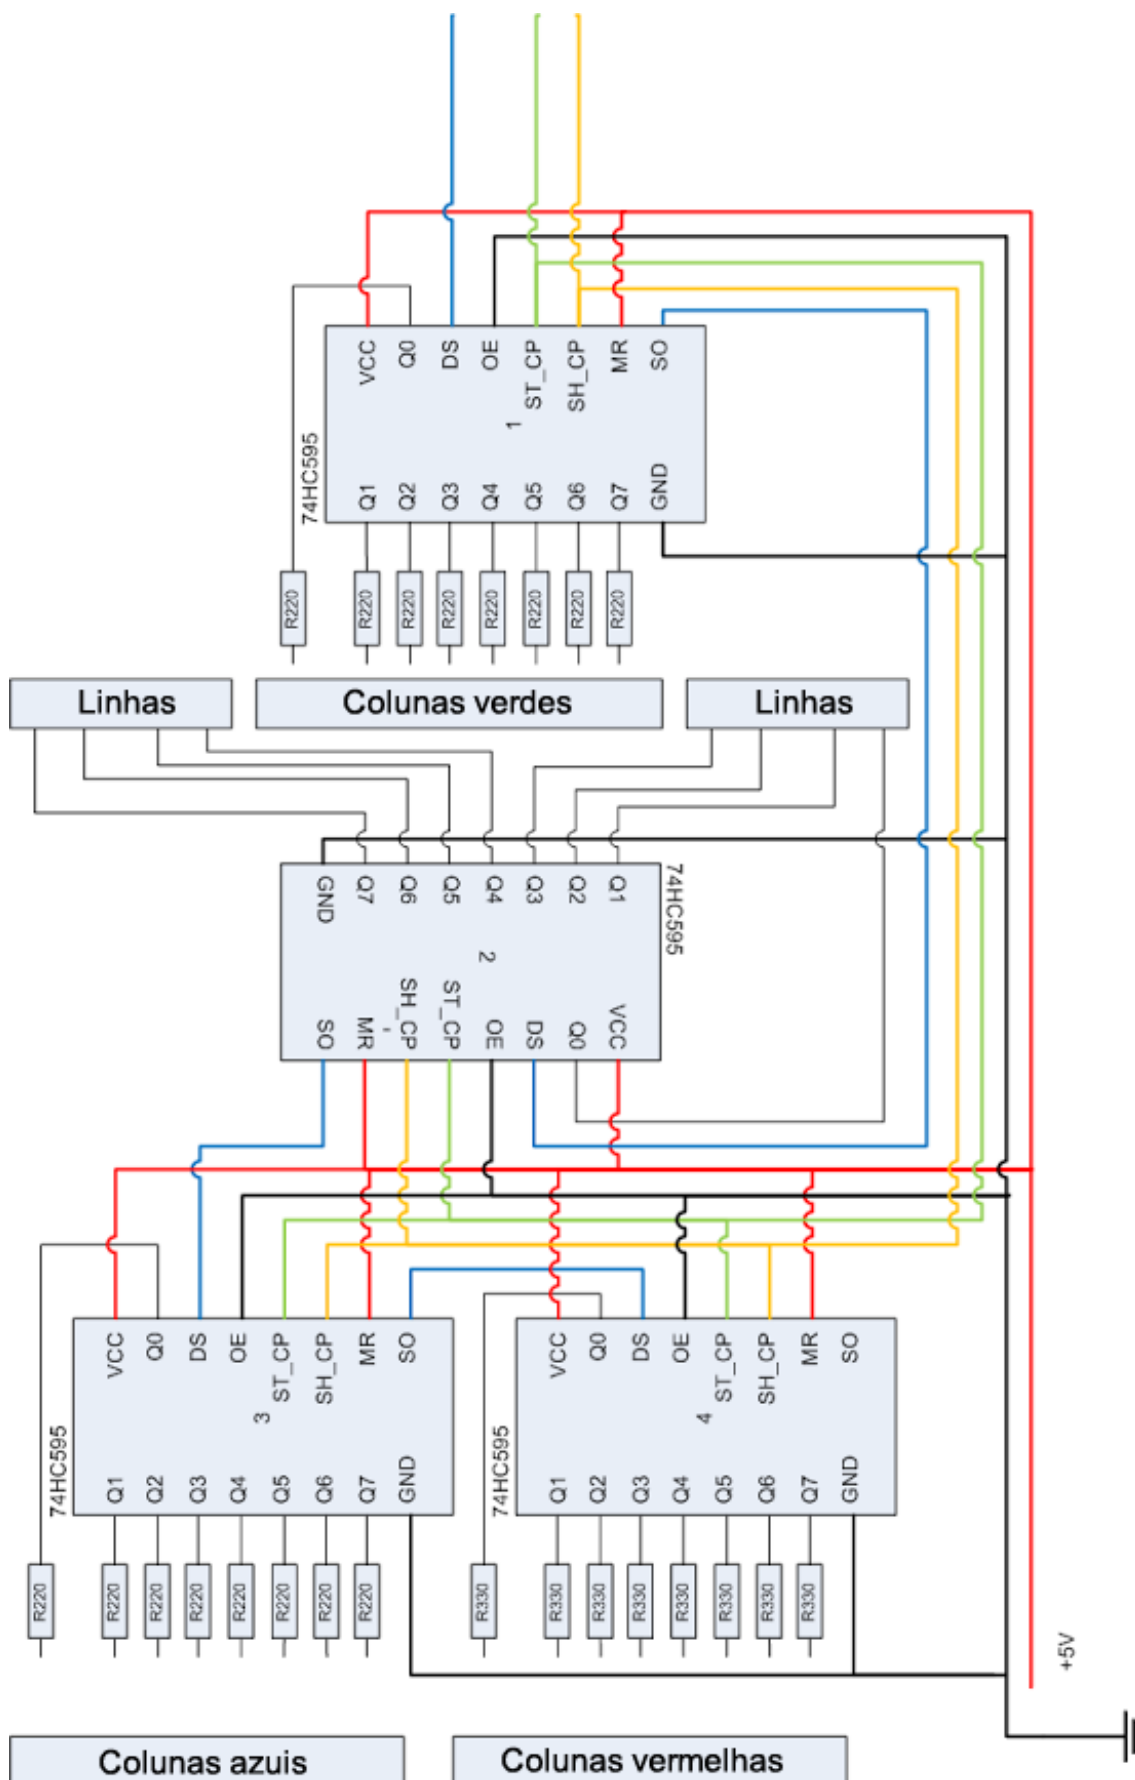 VCC Q0 DS OE ST_CP SH_CP MR SO
1
74HC595
Q1 Q2 Q3 Q4 Q5 Q6 Q7 GND
R220 R220 R220 R220 R220 R220 R220 R220
Linhas Colunas verdes Linhas
GND Q7 Q6 Q5 Q4 Q3 Q2 Q1
74HC595
2
SO MR SH_CP ST_CP OE DS Q0 VCC
VCC Q0 DS OE ST_CP SH_CP MR SO
3
74HC595
Q1 Q2 Q3 Q4 Q5 Q6 Q7 GND
R220 R220 R220 R220 R220 R220 R220 R220
VCC Q0 DS OE ST_CP SH_CP MR SO
4
74HC595
Q1 Q2 Q3 Q4 Q5 Q6 Q7 GND
R330 R330 R330 R330 R330 R330 R330 R330
+5V
Colunas azuis Colunas vermelhas